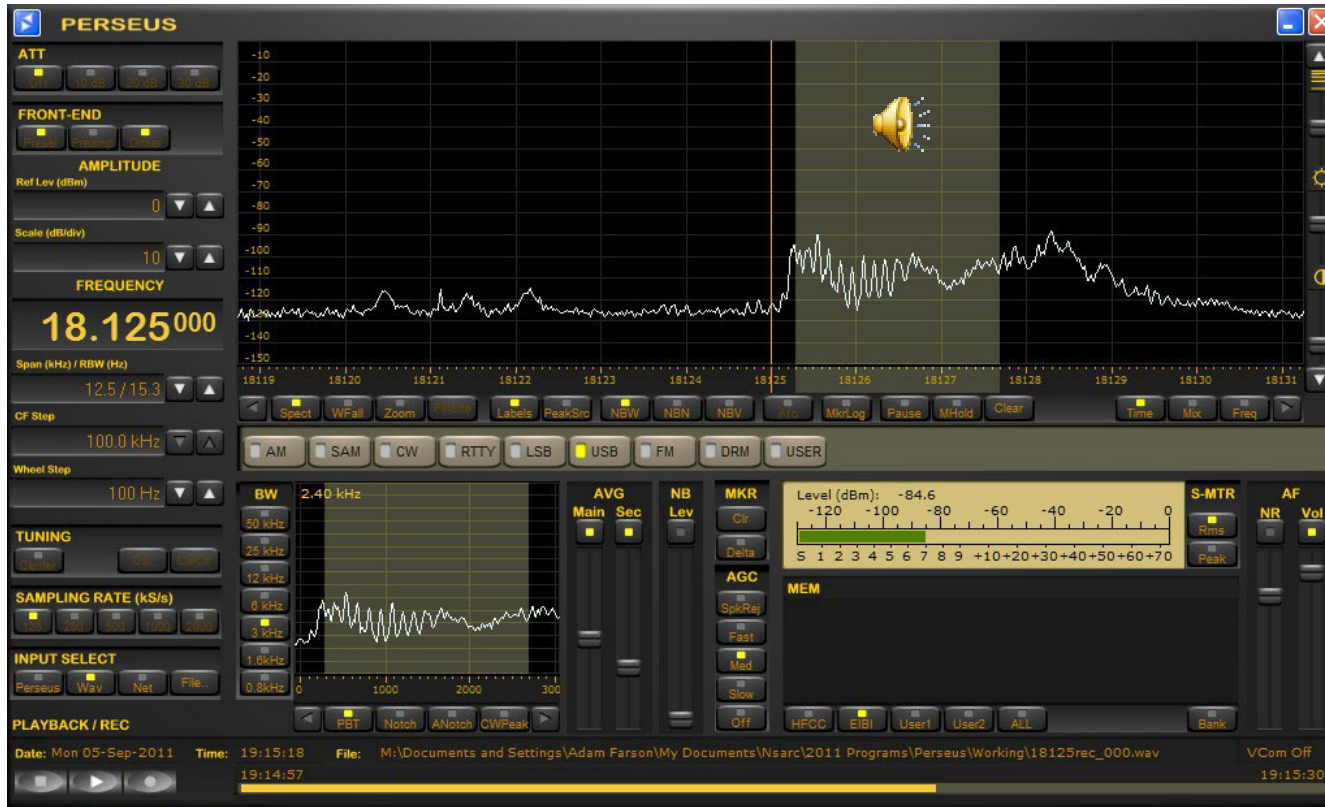 PERSEUS
ATT
Off 10 dB 20 dB 30 dB
FRONT-END
Presel Preamp Dither
AMPLITUDE
Ref Lev (dBm)
0
Scale (dB/div)
10
FREQUENCY
18.125000
Span (kHz) / RBW (Hz)
12.5 / 15.3
CF Step
100.0 kHz
Wheel Step
100 Hz
TUNING
Center
SAMPLING RATE (kS/s)
125 250 500 1000 2000
INPUT SELECT
Perseus Wav Net File..
PLAYBACK / REC
-10
-20
-30
-40
-50
-60
-70
-80
-90
-100
-110
-120
-130
-140
-150
18119 18120 18121 18122 18123 18124 18125 18126 18127 18128 18129 18130 18131
Spect WFall Zoom Palette Labels PeakSrc NBW NBN NBV Afc MkrLog Pause MHold Clear Time Mix Freq
AM SAM CW RTTY LSB USB FM DRM USER
BW
50 kHz
25 kHz
12 kHz
6 kHz
3 kHz
1.6kHz
0.8kHz
2.40 kHz
0 1000 2000 300
PBT Notch ANotch CWPeak
AVG
Main Sec
NB
Lev
MKR
Clr
Delta
AGC
SpkRej
Fast
Med
Slow
Off
Level (dBm): -84.6
-120 -100 -80 -60 -40 -20 0
S 1 2 3 4 5 6 7 8 9 +10+20+30+40+50+60+70
S-MTR
Rms
Peak
AF
NR Vol
MEM
HFCC EIBI User1 User2 ALL Bank
Date: Mon 05-Sep-2011 Time: 19:15:18 File: M:\Documents and Settings\Adam Farson\My Documents\Nsarc\2011 Programs\Perseus\Working\18125rec_000.wav VCom Off
19:14:57 19:15:30